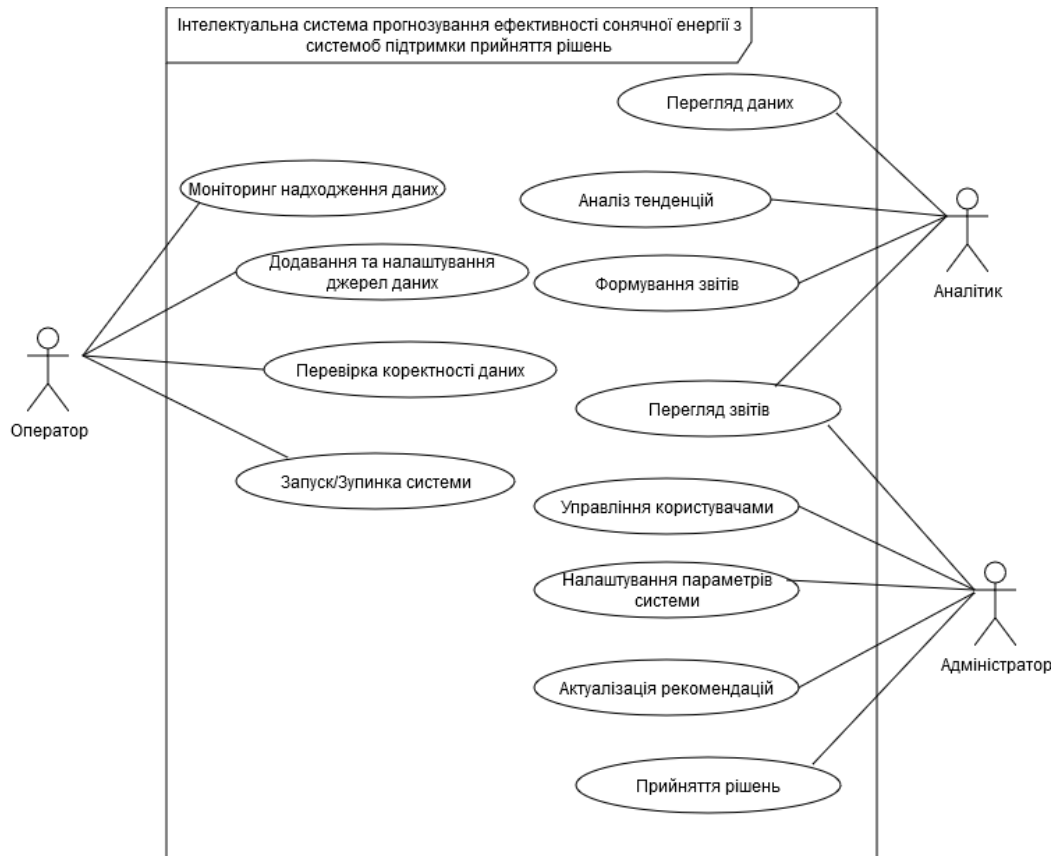 Інтелектуальна система прогнозування ефективності сонячної енергії з
системоб підтримки прийняття рішень
Перегляд даних
Моніторинг надходження даних
Аналіз тенденцій
Додавання та налаштування
джерел даних
Формування звітів
Аналітик
Перевірка коректності даних
Оператор
Перегляд звітів
Запуск/Зупинка системи
Управління користувачами
Налаштування параметрів
системи
Адміністратор
Актуалізація рекомендацій
Прийняття рішень